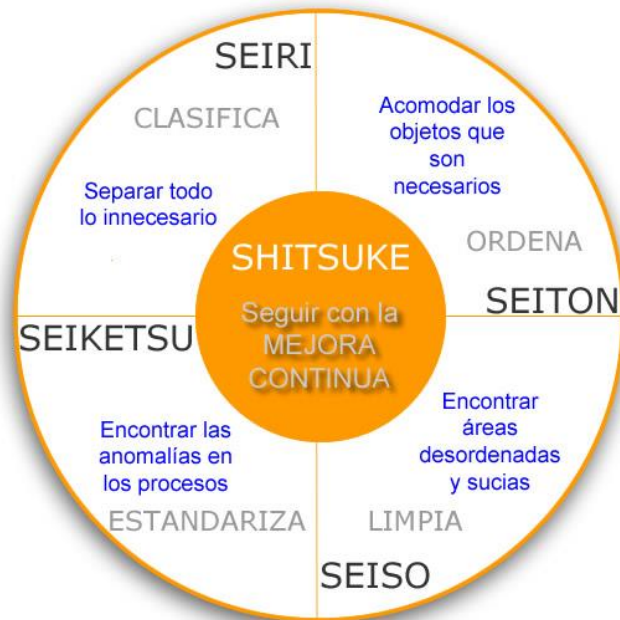 SEIRI
CLASIFICA
Separar todo
lo innecesario
Acomodar los
objetos que
son
necesarios
ORDENA
SEITON
SHITSUKE
Seguir con la
MEJORA
CONTINUA
SEIKETSU
Encontrar las
anomalías en
los procesos
ESTANDARIZA
Encontrar
áreas
desordenadas
y sucias
LIMPIA
SEISO